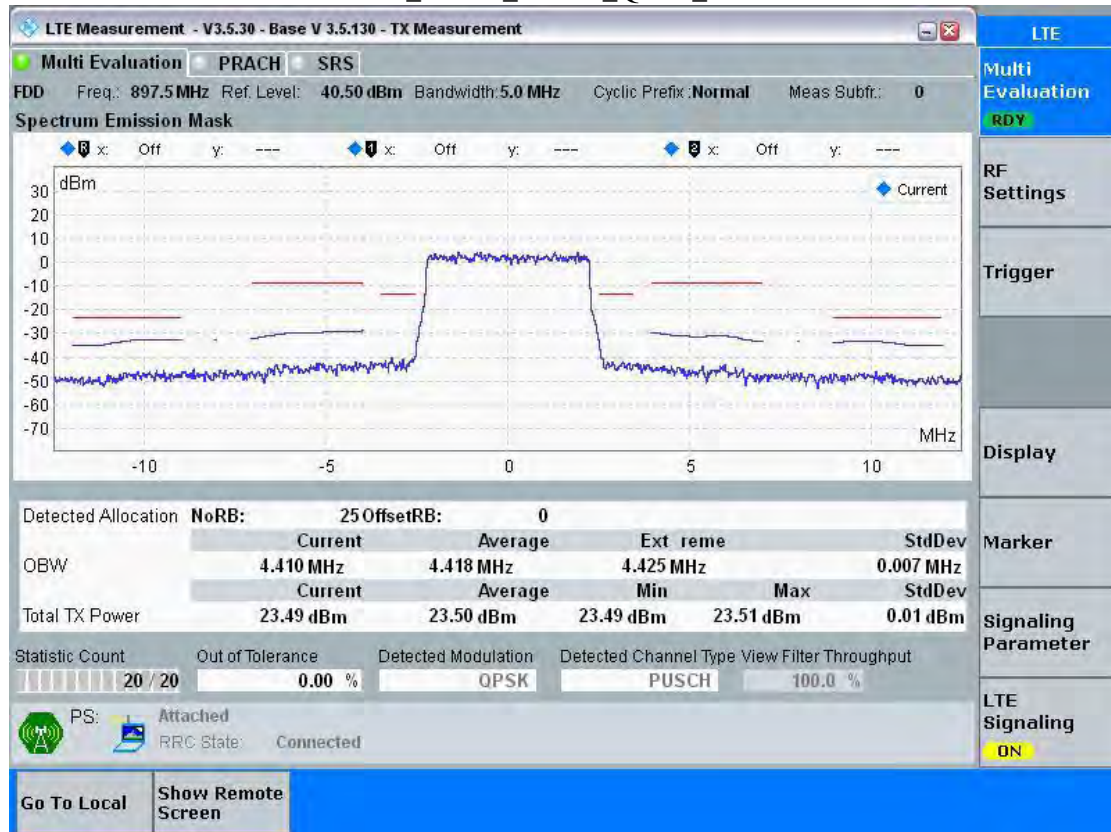 LTE Measurement - V3.5.30 - Base V 3.5.130 - TX Measurement
LTE
Multi Evaluation PRACH SRS
Multi Evaluation
RDY
FDD Freq.: 897.5 MHz Ref. Level: 40.50 dBm Bandwidth: 5.0 MHz Cyclic Prefix : Normal Meas Subfr.: 0
Spectrum Emission Mask
R x: Off y: --- 1 x: Off y: --- 2 x: Off y: ---
dBm
Current
30
20
10
0
-10
-20
-30
-40
-50
-60
-70
MHz
-10 -5 0 5 10
RF Settings
Trigger
Display
Marker
Signaling Parameter
LTE Signaling
ON
Detected Allocation NoRB: 25 OffsetRB: 0
Current Average Ext reme StdDev
OBW 4.410 MHz 4.418 MHz 4.425 MHz 0.007 MHz
Current Average Min Max StdDev
Total TX Power 23.49 dBm 23.50 dBm 23.49 dBm 23.51 dBm 0.01 dBm
Statistic Count Out of Tolerance Detected Modulation Detected Channel Type View Filter Throughput
20 / 20 0.00 % QPSK PUSCH 100.0 %
PS: Attached
RRC State: Connected
Go To Local Show Remote Screen